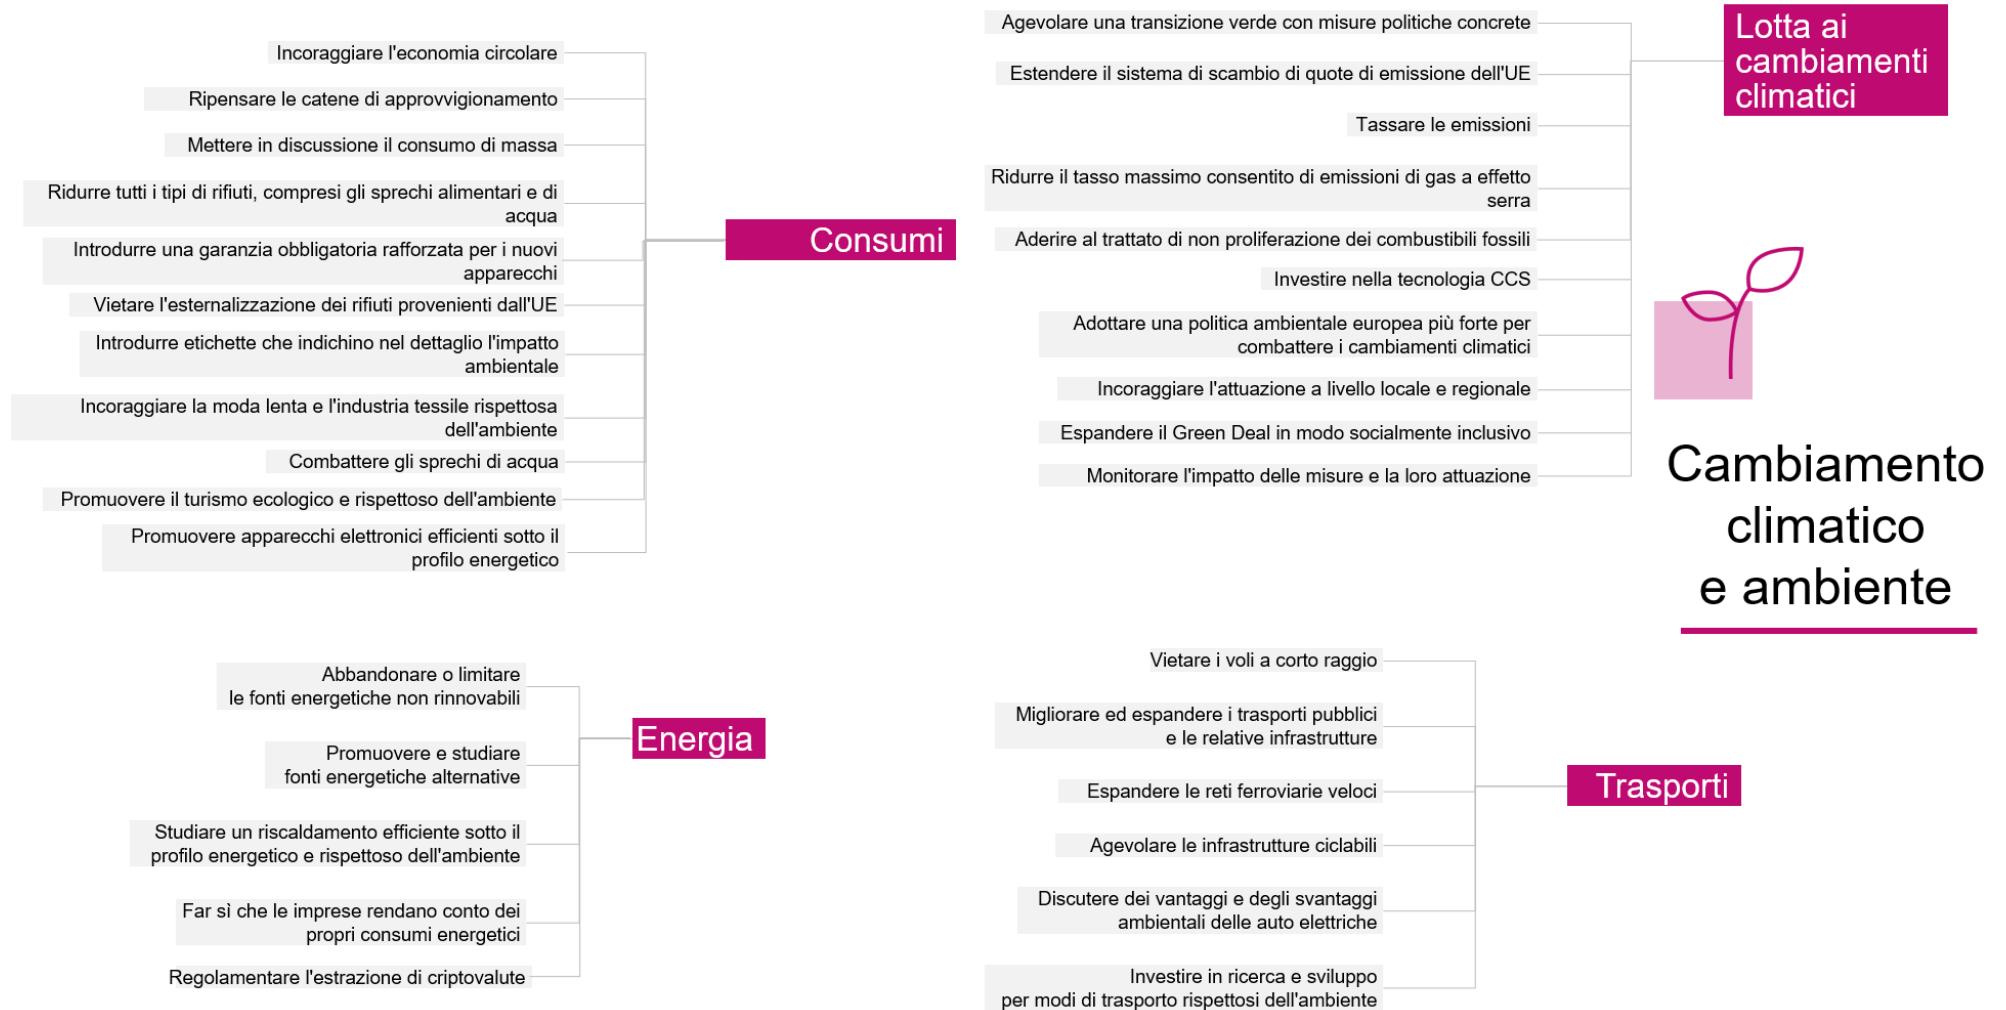 Incoraggiare l'economia circolare
Ripensare le catene di approvvigionamento
Mettere in discussione il consumo di massa
Ridurre tutti i tipi di rifiuti, compresi gli sprechi alimentari e di
acqua
Introdurre una garanzia obbligatoria rafforzata per i nuovi
apparecchi
Vietare l'esternalizzazione dei rifiuti provenienti dall'UE
Introdurre etichette che indichino nel dettaglio l'impatto
ambientale
Incoraggiare la moda lenta e l'industria tessile rispettosa
dell'ambiente
Combattere gli sprechi di acqua
Promuovere il turismo ecologico e rispettoso dell'ambiente
Promuovere apparecchi elettronici efficienti sotto il
profilo energetico
Consumi
Agevolare una transizione verde con misure politiche concrete
Estendere il sistema di scambio di quote di emissione dell'UE
Tassare le emissioni
Ridurre il tasso massimo consentito di emissioni di gas a effetto
serra
Aderire al trattato di non proliferazione dei combustibili fossili
Investire nella tecnologia CCS
Adottare una politica ambientale europea più forte per
combattere i cambiamenti climatici
Incoraggiare l'attuazione a livello locale e regionale
Espandere il Green Deal in modo socialmente inclusivo
Monitorare l'impatto delle misure e la loro attuazione
Lotta ai
cambiamenti
climatici
Cambiamento
climatico
e ambiente
Abbandonare o limitare
le fonti energetiche non rinnovabili
Promuovere e studiare
fonti energetiche alternative
Studiare un riscaldamento efficiente sotto il
profilo energetico e rispettoso dell'ambiente
Far sì che le imprese rendano conto dei
propri consumi energetici
Regolamentare l'estrazione di criptovalute
Energia
Vietare i voli a corto raggio
Migliorare ed espandere i trasporti pubblici
e le relative infrastrutture
Espandere le reti ferroviarie veloci
Agevolare le infrastrutture ciclabili
Discutere dei vantaggi e degli svantaggi
ambientali delle auto elettriche
Investire in ricerca e sviluppo
per modi di trasporto rispettosi dell'ambiente
Trasporti